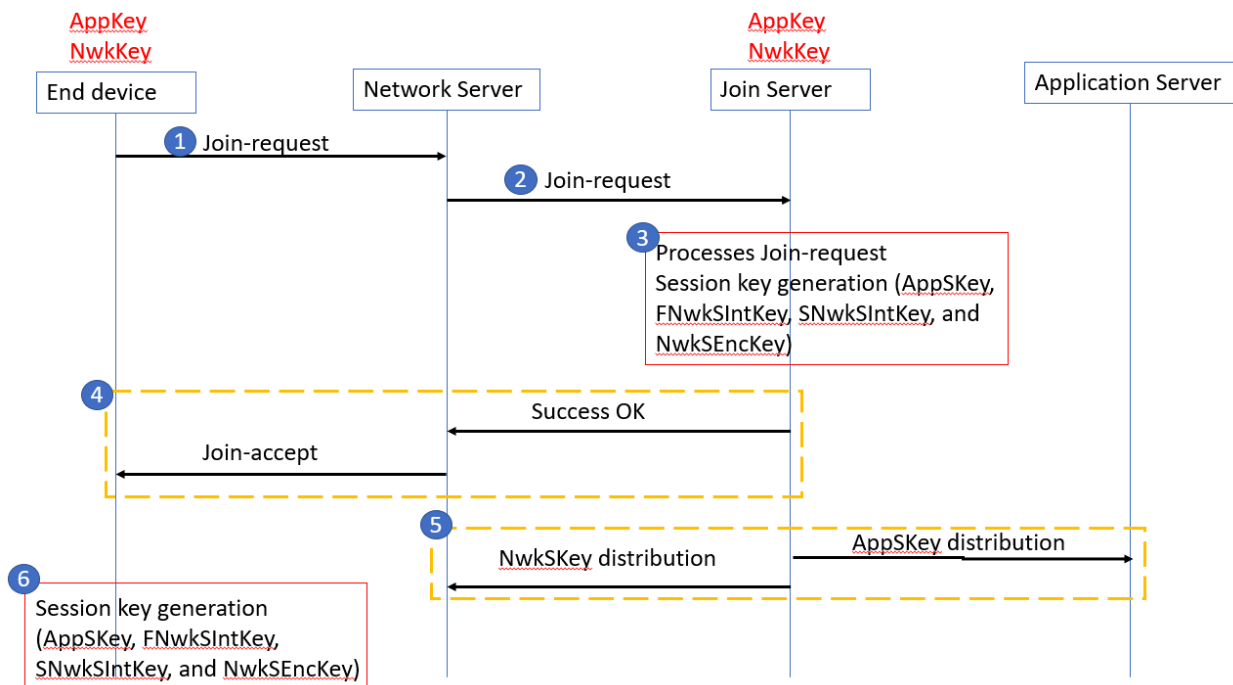 AppKey
NwkKey
AppKey
NwkKey
End device
Network Server
Join Server
Application Server
1 Join-request
2 Join-request
3
Processes Join-request
Session key generation (AppSKey,
FNwkSIntKey, SNwkSIntKey, and
NwkSEncKey)
4
Success OK
Join-accept
5
NwkSKey distribution
AppSKey distribution
6
Session key generation
(AppSKey, FNwkSIntKey,
SNwkSIntKey, and NwkSEncKey)